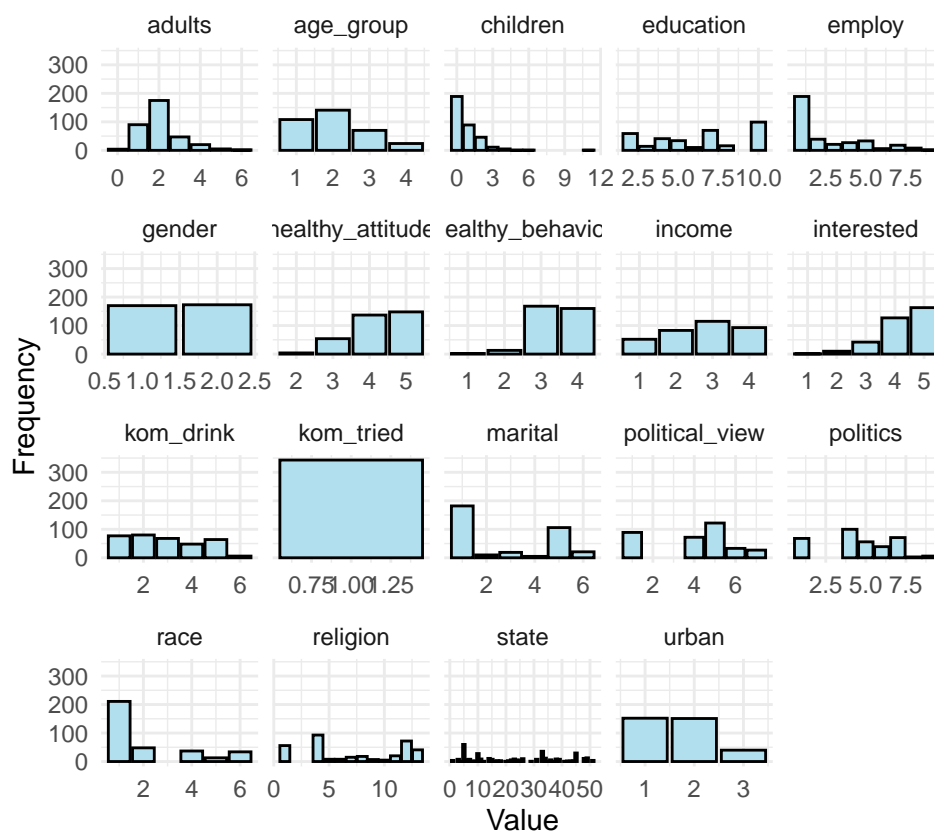 adults age_group children education employ
300
200
100
0
0 2 4 6 1 2 3 4 0 3 6 9 12 2.5 5.0 7.5 10.0 2.5 5.0 7.5
gender healthy_attitude ealthy_behavio income interested
300
200
100
0
0.5 1.0 1.5 2.0 2.5 2 3 4 5 1 2 3 4 1 2 3 4 1 2 3 4 5
kom_drink kom_tried marital political_view politics
300
200
100
0
2 4 6 0.75 1.00 1.25 2 4 6 2 4 6 2.5 5.0 7.5
race religion state urban
300
200
100
0
2 4 6 0 5 10 0 10 20 30 40 50 1 2 3
Frequency
Value